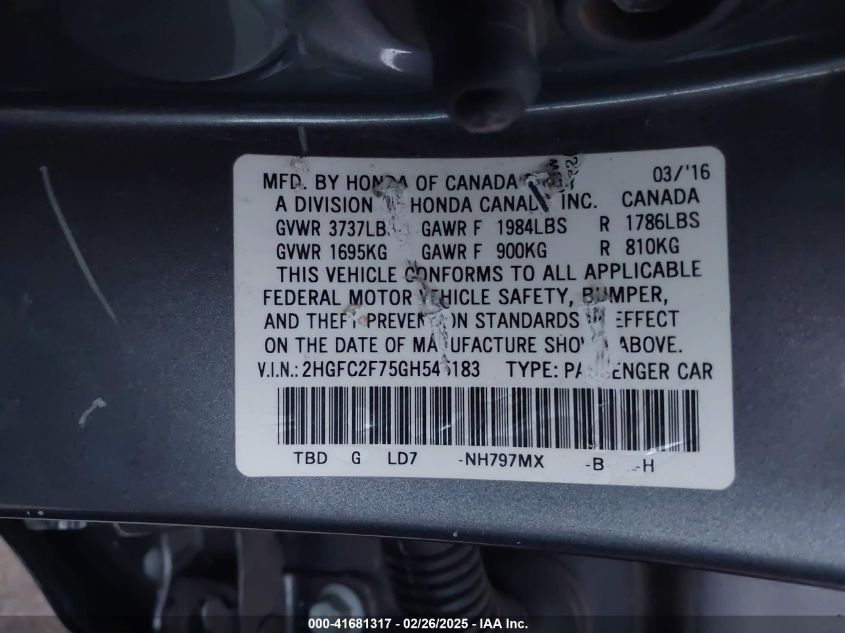 03/'16
MFD. BY HONDA OF CANADA
A DIVISION HONDA CANADA INC. CANADA
GVWR 3737LBS GAWR F 1984LBS R 1786LBS
GVWR 1695KG GAWR F 900KG R 810KG
THIS VEHICLE CONFORMS TO ALL APPLICABLE
FEDERAL MOTOR VEHICLE SAFETY, BUMPER,
AND THEFT PREVENTION STANDARDS EFFECT
ON THE DATE OF MANUFACTURE SHOWN ABOVE.
V.I.N.: TYPE: PASSENGER CAR
TBD G LD7 -NH797MX -B -H
000-41681317 - 02/26/2025 - IAA Inc.